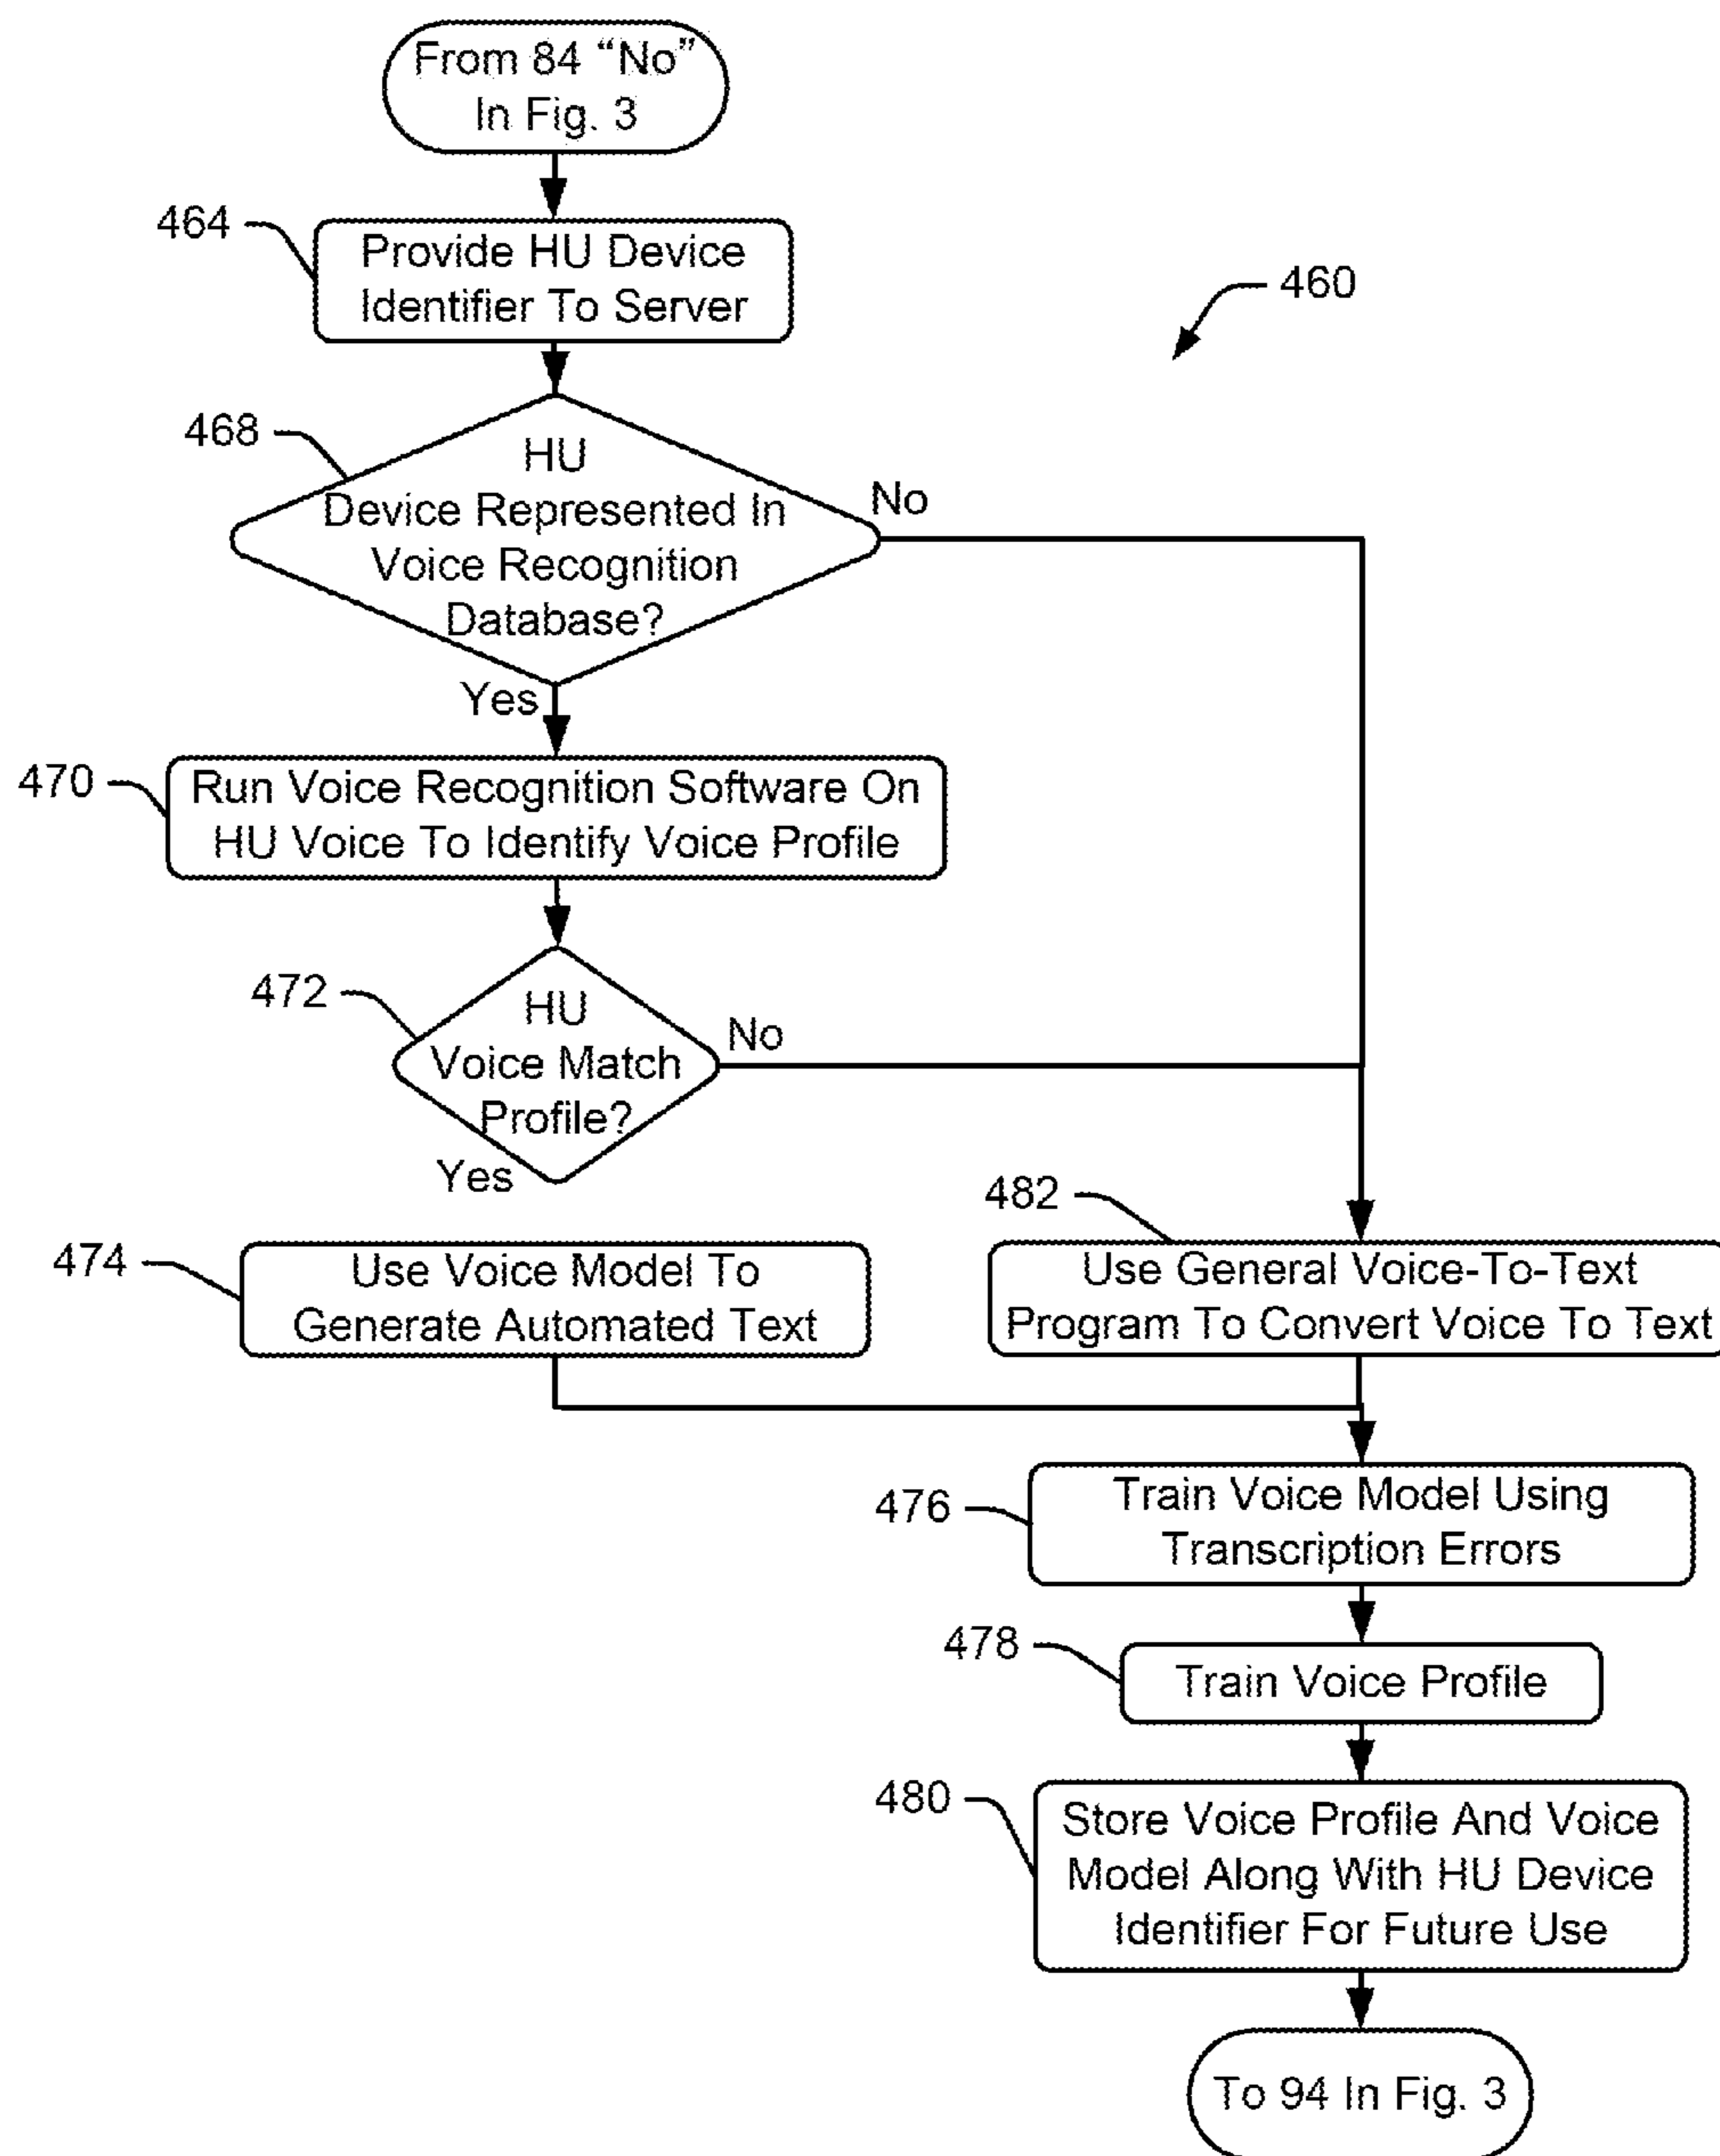 From 84 “No”
In Fig. 3
464
Provide HU Device
Identifier To Server
460
468
HU
Device Represented In
Voice Recognition
Database?
No
Yes
470
Run Voice Recognition Software On
HU Voice To Identify Voice Profile
472
HU
Voice Match
Profile?
No
Yes
474
Use Voice Model To
Generate Automated Text
482
Use General Voice-To-Text
Program To Convert Voice To Text
476
Train Voice Model Using
Transcription Errors
478
Train Voice Profile
480
Store Voice Profile And Voice
Model Along With HU Device
Identifier For Future Use
To 94 In Fig. 3